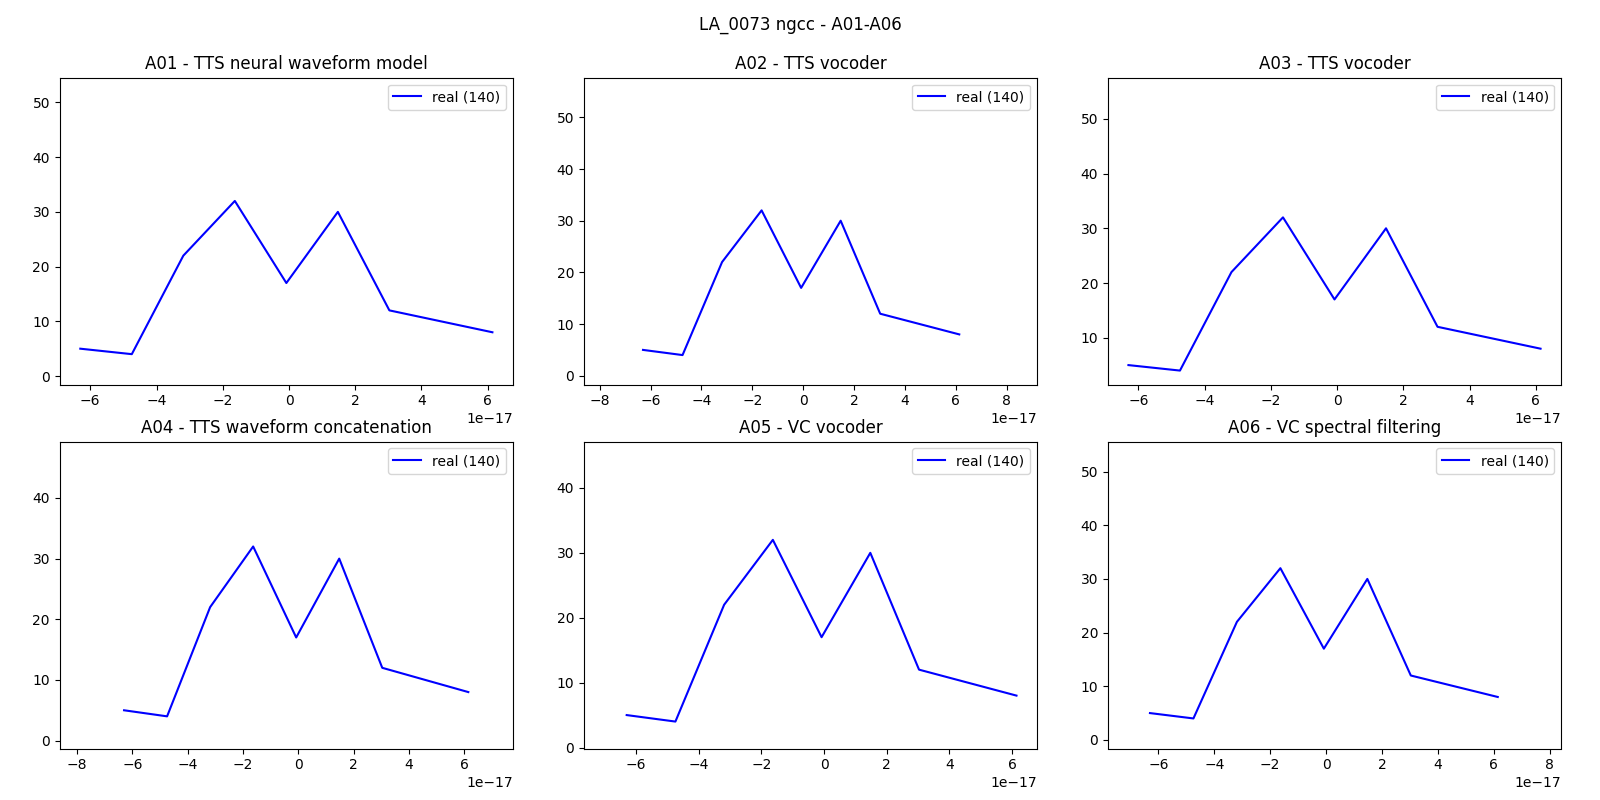 LA_0073 ngcc - A01-A06
A01 - TTS neural waveform model
real (140)
50
40
30
20
10
0
−6 −4 −2 0 2 4 6
1e−17
A02 - TTS vocoder
real (140)
50
40
30
20
10
0
−8 −6 −4 −2 0 2 4 6 8
A03 - TTS vocoder
real (140)
50
40
30
20
10
−6 −4 −2 0 2 4 6
1e−17
A04 - TTS waveform concatenation
real (140)
40
30
20
10
0
−8 −6 −4 −2 0 2 4 6
1e−17
A05 - VC vocoder
real (140)
40
30
20
10
0
−6 −4 −2 0 2 4 6
1e−17
A06 - VC spectral filtering
real (140)
50
40
30
20
10
0
−6 −4 −2 0 2 4 6 8
1e−17